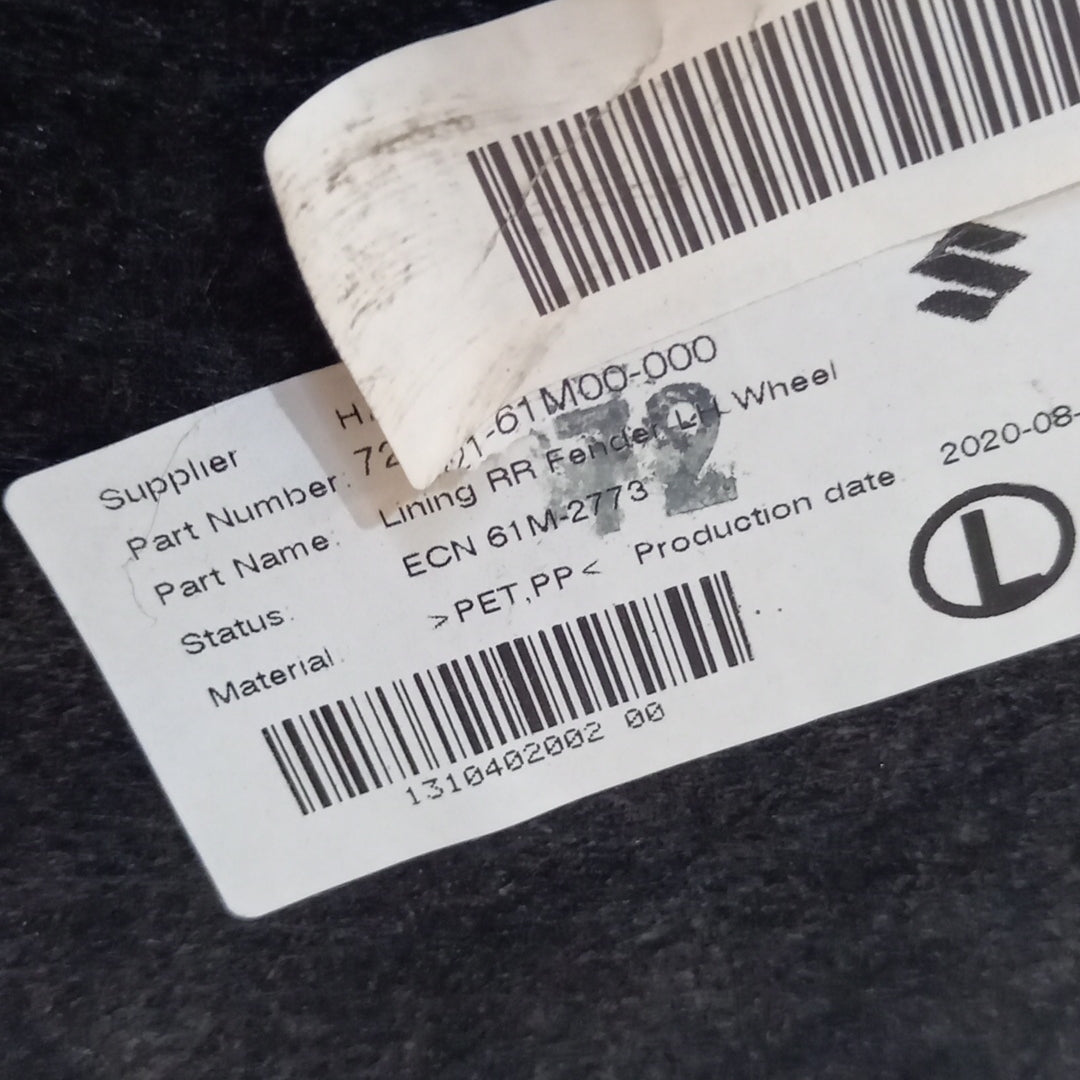 Supplier
Part Number: 61M00-000
Part Name: Lining RR Fender LH Wheel
Status: ECN 61M-2773
Material: >PET,PP< Production date 2020-08-
1310402002 00
72
L